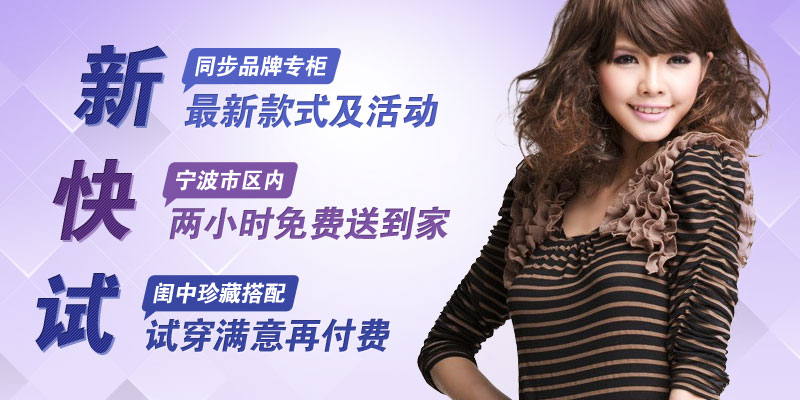 新
同步品牌专柜
最新款式及活动
快
宁波市区内
两小时免费送到家
试
闺中珍藏搭配
试穿满意再付费